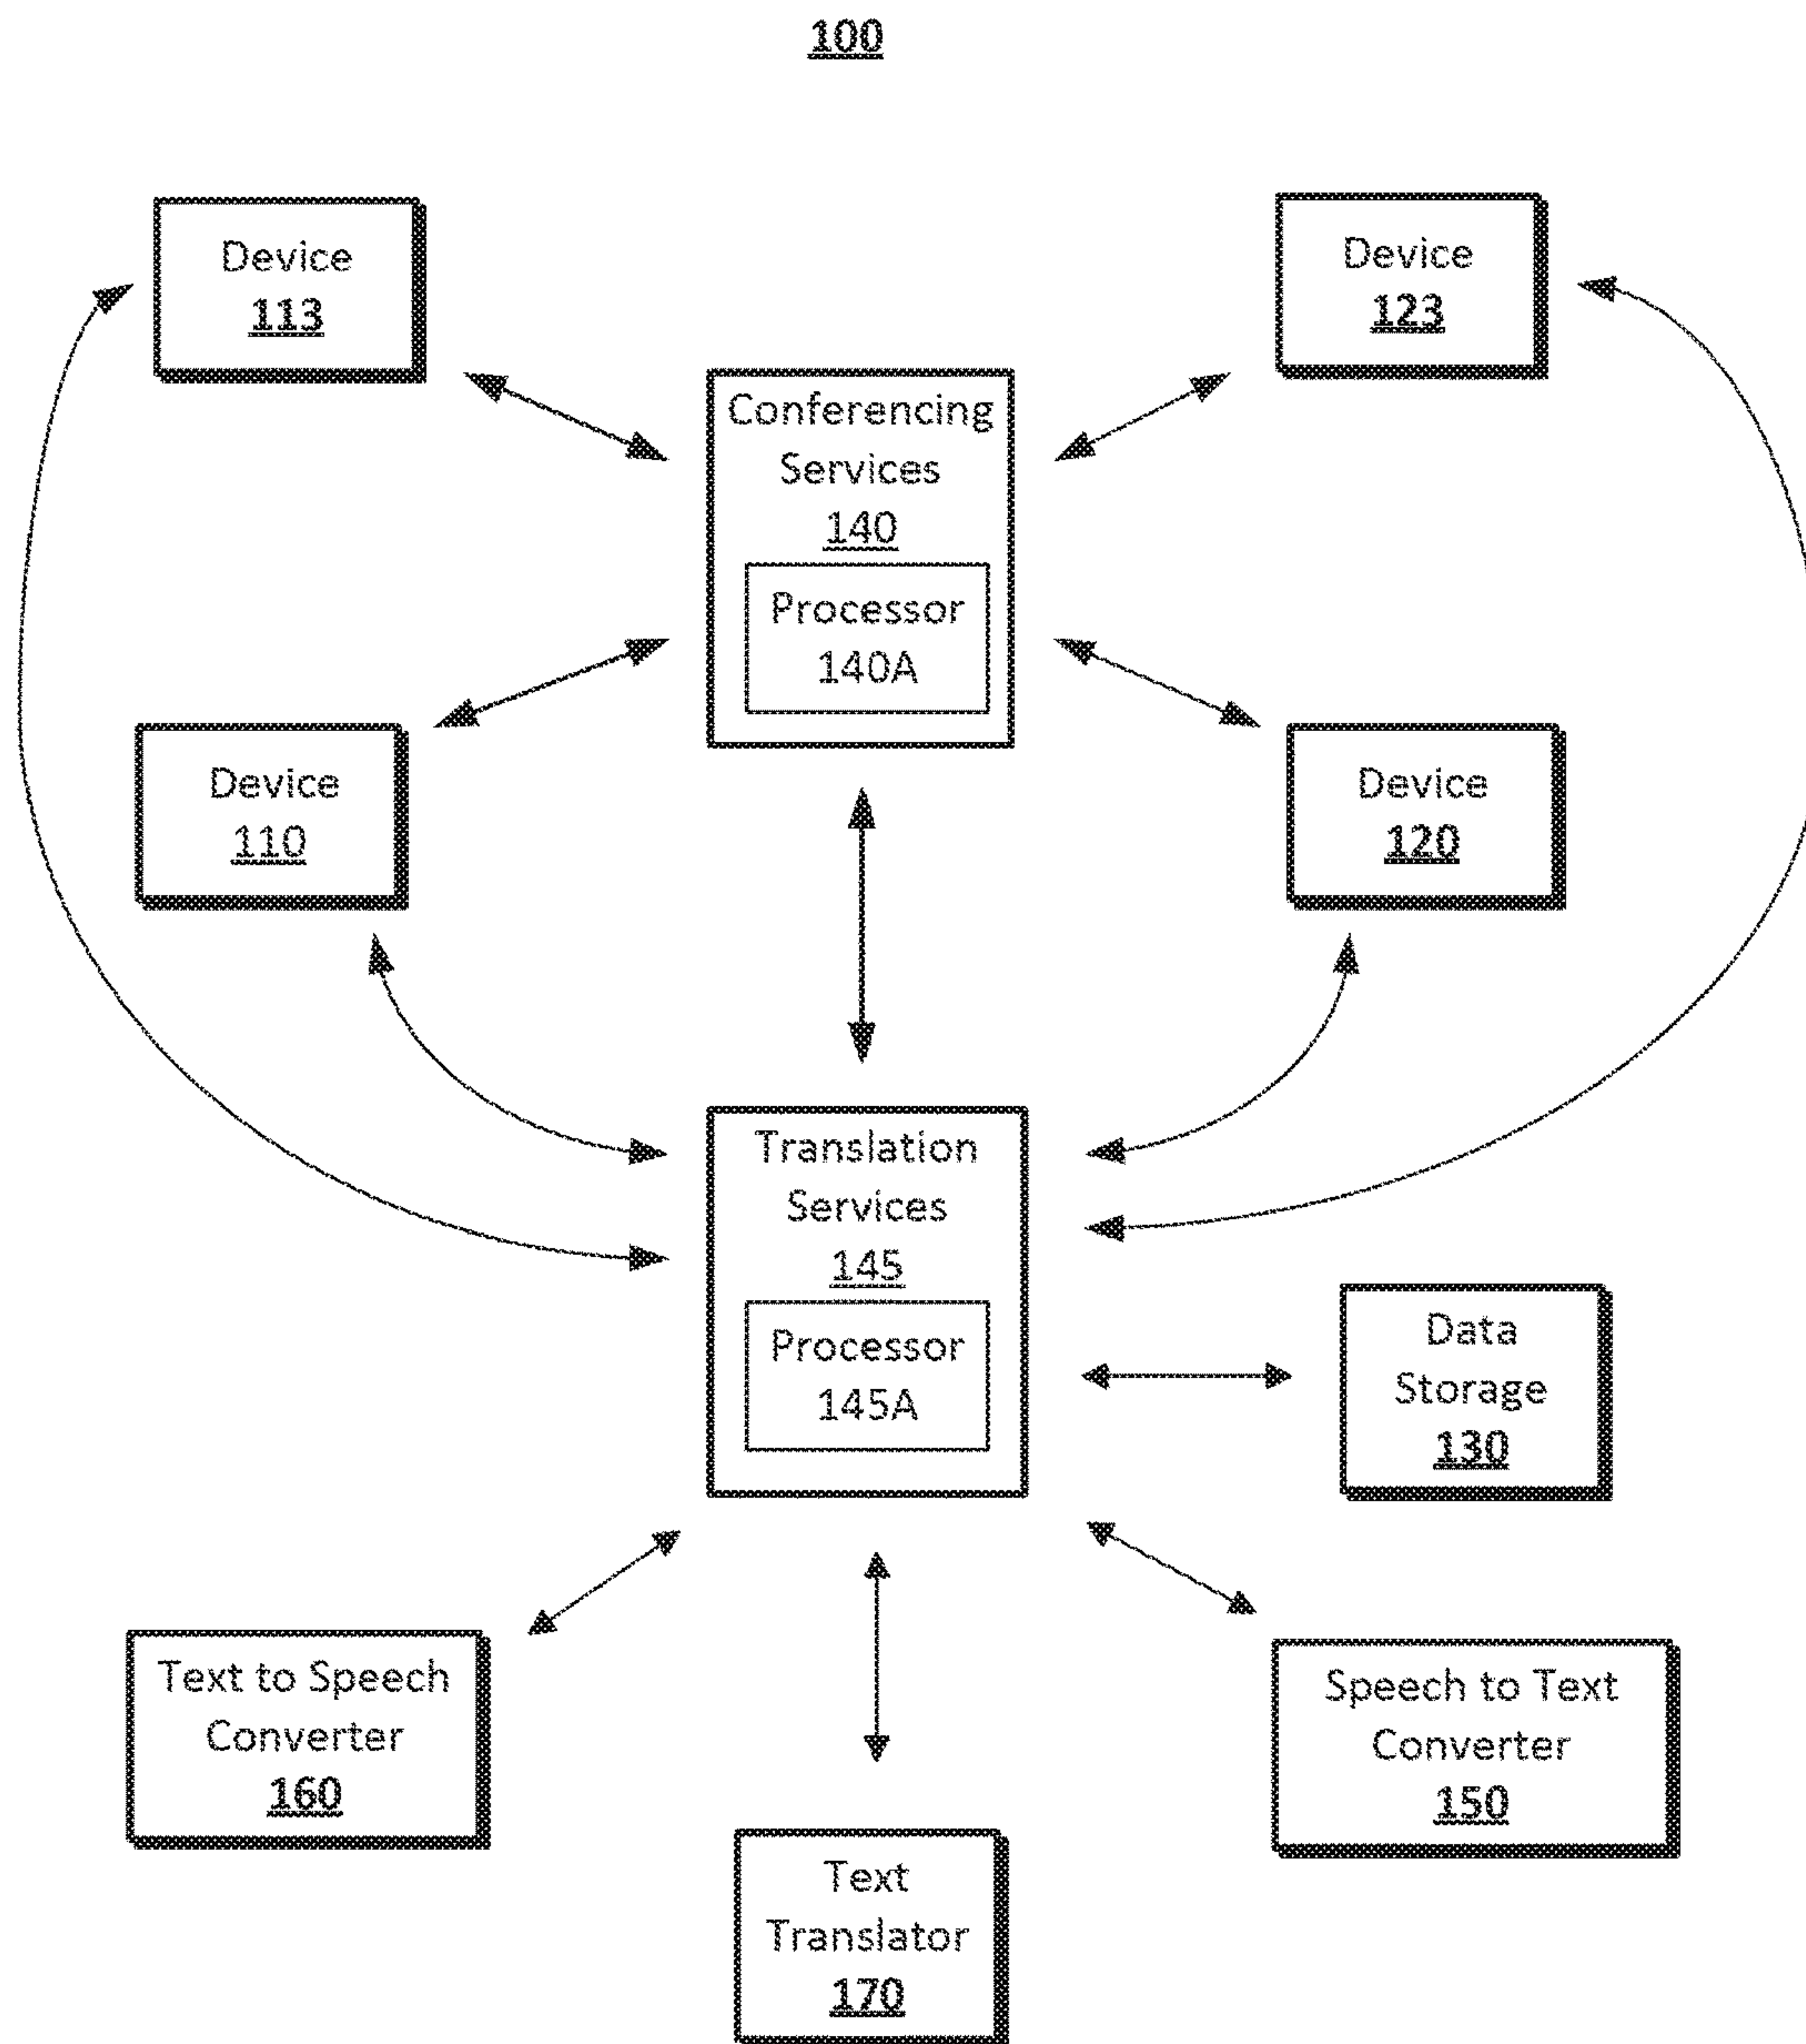 100
Device
113
Device
123
Conferencing
Services
140
Processor
140A
Device
110
Device
120
Translation
Services
145
Processor
145A
Data
Storage
130
Text to Speech
Converter
160
Speech to Text
Converter
150
Text
Translator
170